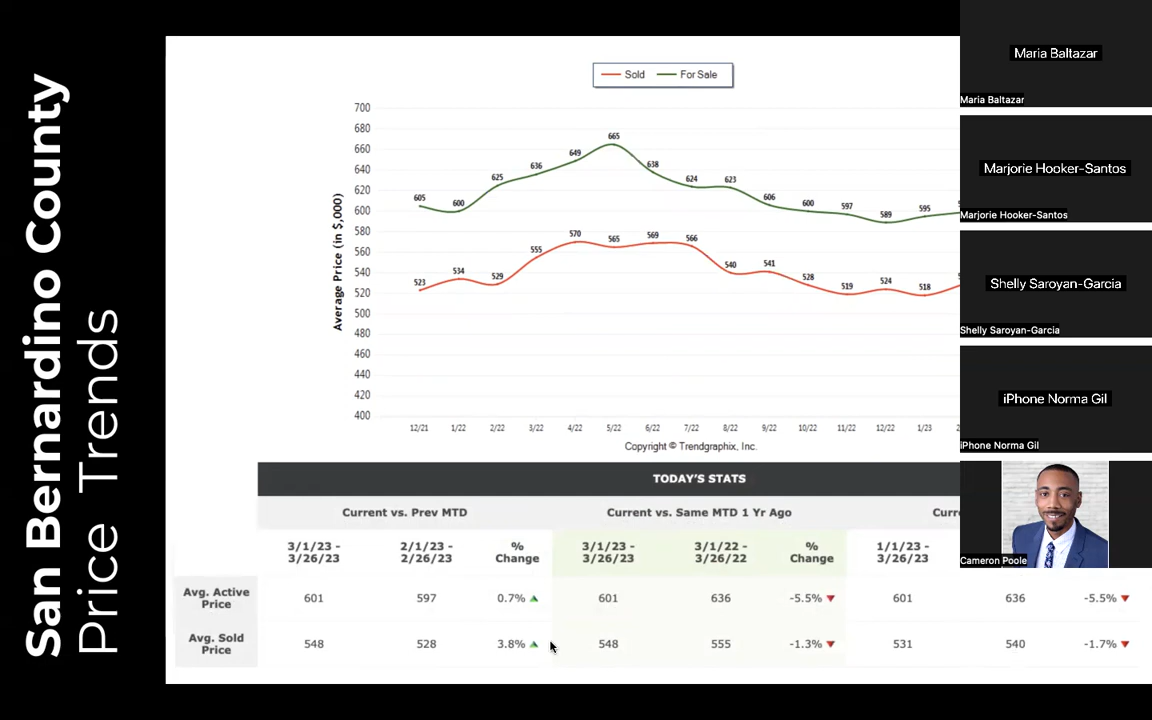 San Bernardino County
Price Trends
Sold For Sale
Average Price (in $,000)
700
680
660
640
620
600
580
560
540
520
500
480
460
440
420
400
605 600 625 636 649 665 638 624 623 606 600 597 589 595
523 534 529 555 570 565 569 566 540 541 528 519 524 518
12/21 1/22 2/22 3/22 4/22 5/22 6/22 7/22 8/22 9/22 10/22 11/22 12/22 1/23
Copyright © Trendgraphix, Inc.
TODAY'S STATS
Current vs. Prev MTD
Current vs. Same MTD 1 Yr Ago
3/1/23 - 3/26/23
2/1/23 - 2/26/23
% Change
3/1/23 - 3/26/23
3/1/22 - 3/26/22
% Change
1/1/23 - 3/26/23
Avg. Active Price
601 597 0.7% 601 636 -5.5% 601 636 -5.5%
Avg. Sold Price
548 528 3.8% 548 555 -1.3% 531 540 -1.7%
Maria Baltazar
Maria Baltazar
Marjorie Hooker-Santos
Marjorie Hooker-Santos
Shelly Saroyan-Garcia
Shelly Saroyan-Garcia
iPhone Norma Gil
iPhone Norma Gil
Cameron Poole